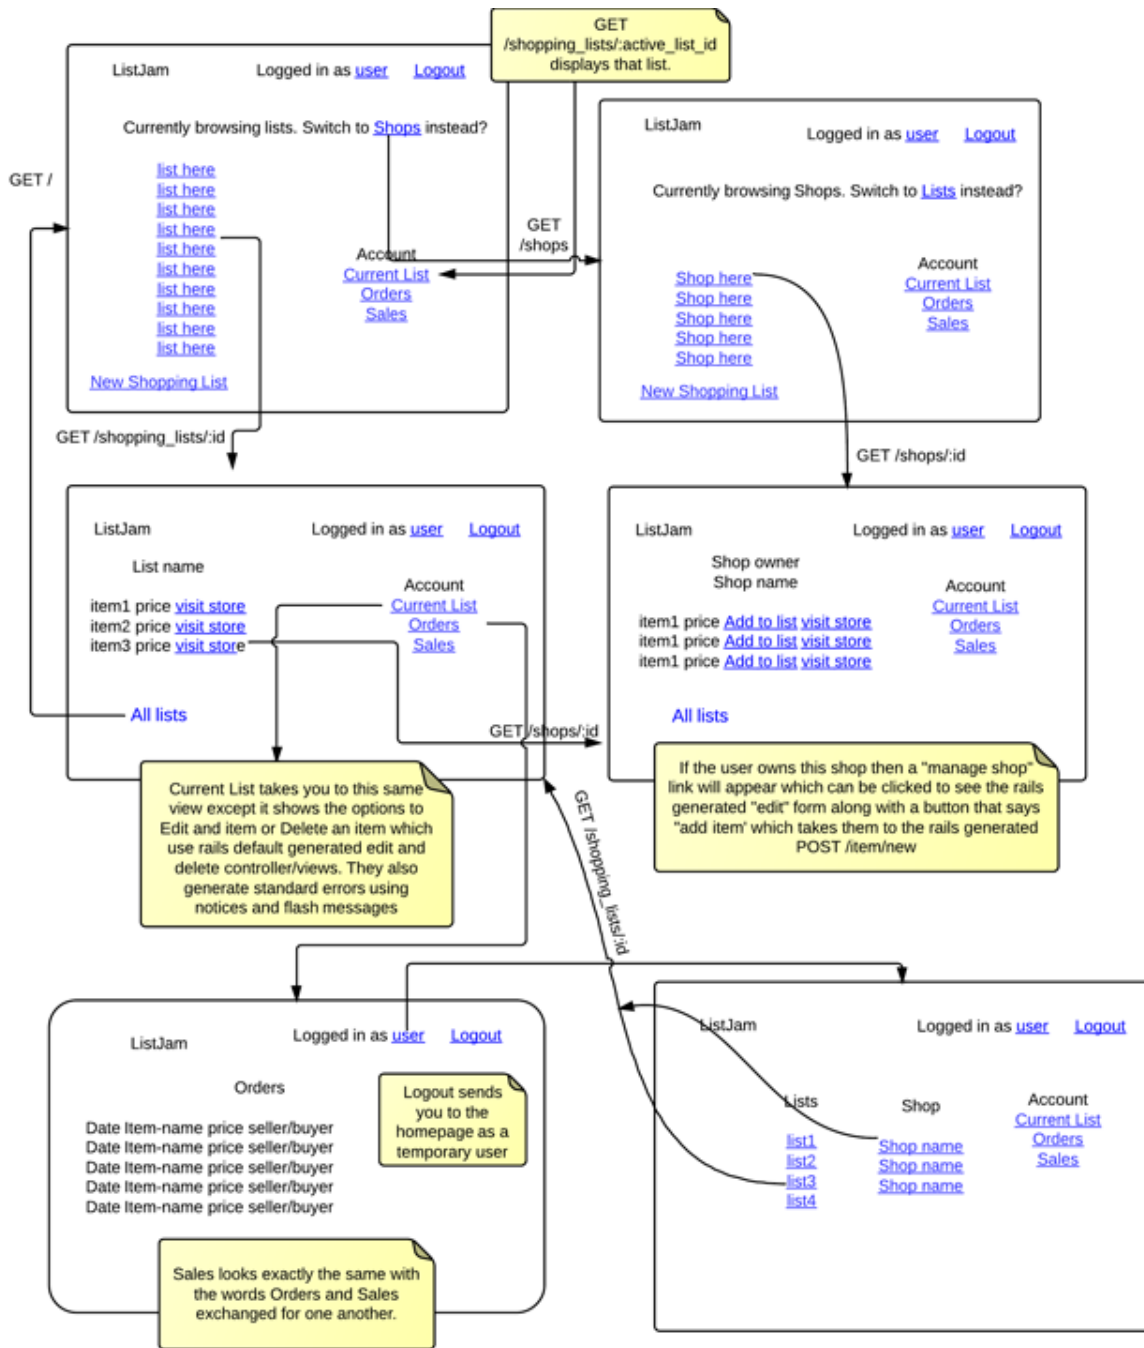 GET
/shopping_lists/:active_list_id
displays that list.
ListJam
Logged in as user Logout
Currently browsing lists. Switch to Shops instead?
GET /
list here
list here
list here
list here
list here
list here
list here
list here
list here
list here
New Shopping List
Account
Current List
Orders
Sales
GET
/shops
ListJam
Logged in as user Logout
Currently browsing Shops. Switch to Lists instead?
Shop here
Shop here
Shop here
Shop here
Shop here
New Shopping List
Account
Current List
Orders
Sales
GET /shopping_lists/:id
GET /shops/:id
ListJam
Logged in as user Logout
List name
item1 price visit store
item2 price visit store
item3 price visit store
Account
Current List
Orders
Sales
All lists
GET /shops/:id
ListJam
Logged in as user Logout
Shop owner
Shop name
item1 price Add to list visit store
item1 price Add to list visit store
item1 price Add to list visit store
Account
Current List
Orders
Sales
All lists
Current List takes you to this same
view except it shows the options to
Edit and item or Delete an item which
use rails default generated edit and
delete controller/views. They also
generate standard errors using
notices and flash messages
If the user owns this shop then a "manage shop"
link will appear which can be clicked to see the rails
generated "edit" form along with a button that says
"add item' which takes them to the rails generated
POST /item/new
GET /shopping_lists/:id
ListJam
Logged in as user Logout
Orders
Date Item-name price seller/buyer
Date Item-name price seller/buyer
Date Item-name price seller/buyer
Date Item-name price seller/buyer
Date Item-name price seller/buyer
Logout sends
you to the
homepage as a
temporary user
Sales looks exactly the same with
the words Orders and Sales
exchanged for one another.
ListJam
Logged in as user Logout
Lists
list1
list2
list3
list4
Shop
Shop name
Shop name
Shop name
Account
Current List
Orders
Sales